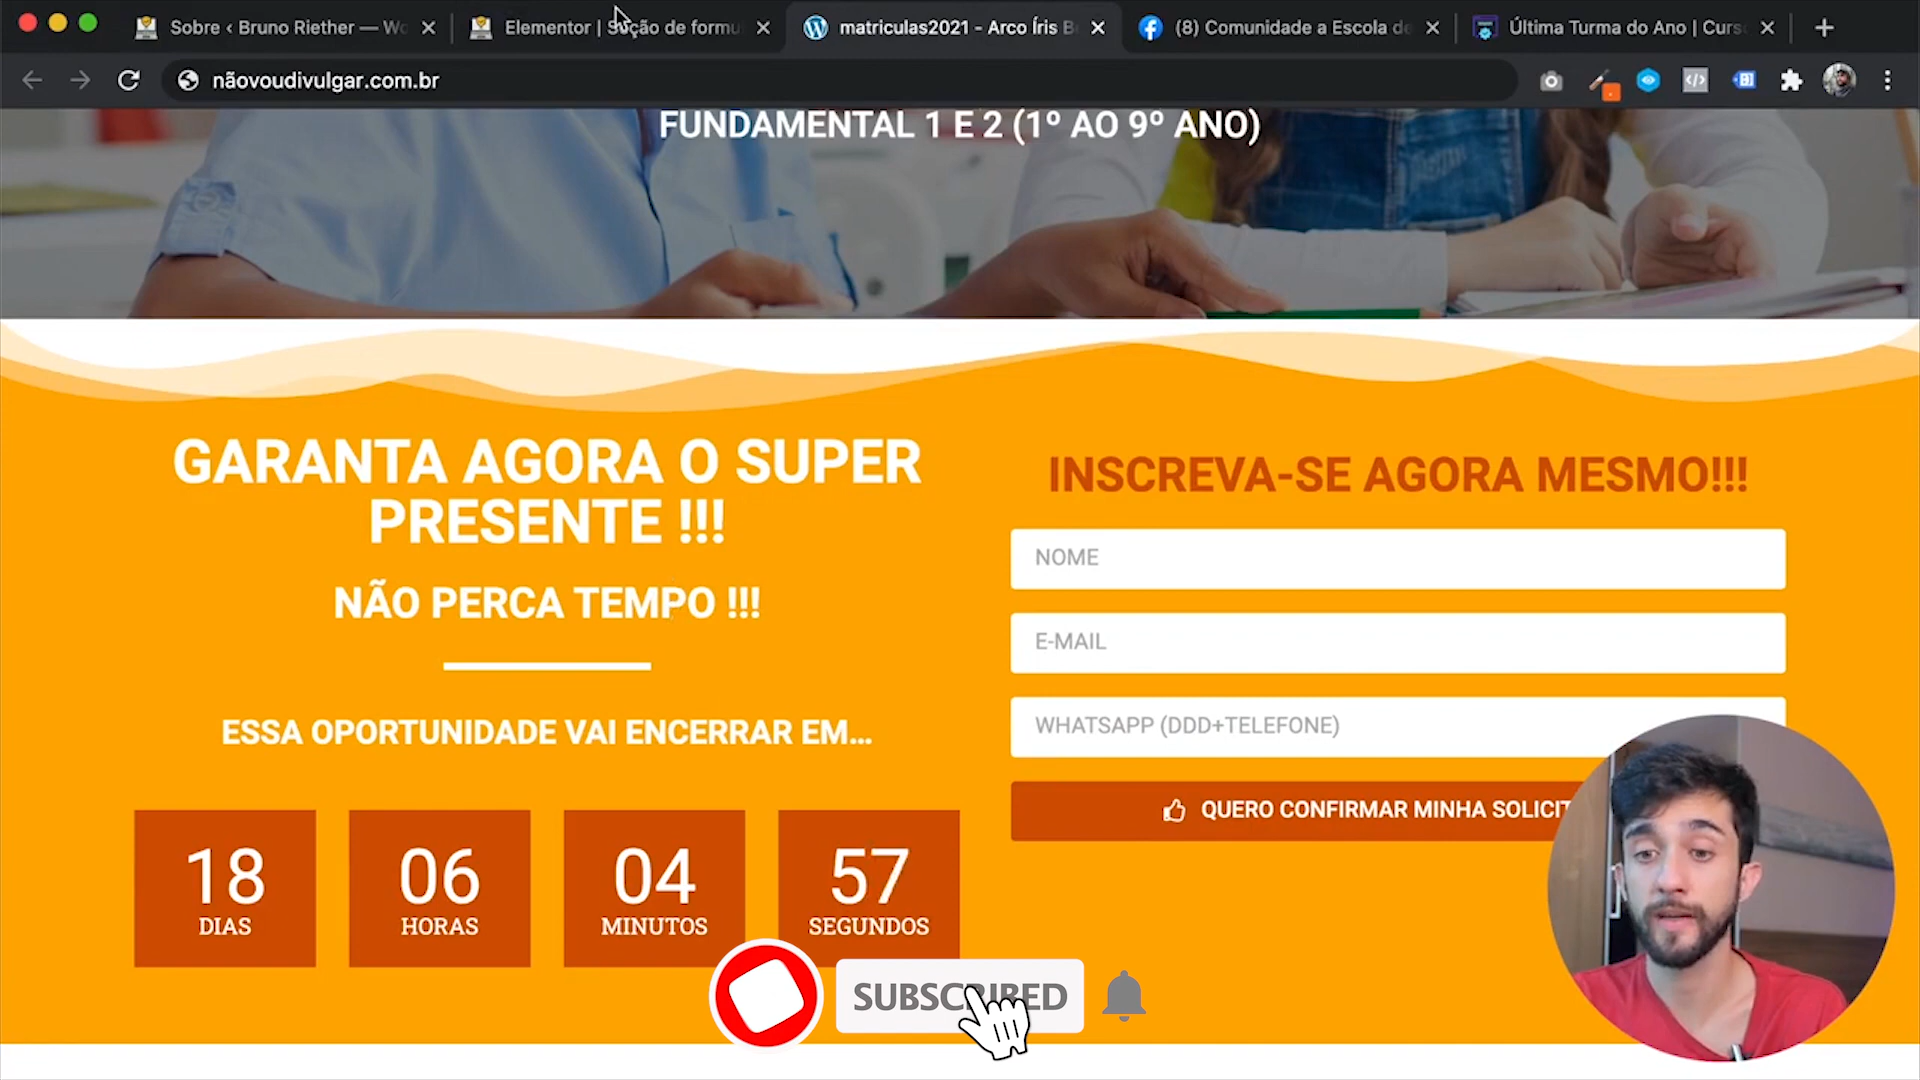 Sobre ‹ Bruno Riether — Wo
Elementor | Seção de formu
matriculas2021 - Arco Íris B
(8) Comunidade a Escola de
Última Turma do Ano | Curs
nãovoudivulgar.com.br
FUNDAMENTAL 1 E 2 (1º AO 9º ANO)
GARANTA AGORA O SUPER
PRESENTE !!!
NÃO PERCA TEMPO !!!
ESSA OPORTUNIDADE VAI ENCERRAR EM...
18
DIAS
06
HORAS
04
MINUTOS
57
SEGUNDOS
INSCREVA-SE AGORA MESMO!!!
NOME
E-MAIL
WHATSAPP (DDD+TELEFONE)
QUERO CONFIRMAR MINHA SOLICIT
SUBSCRIBED